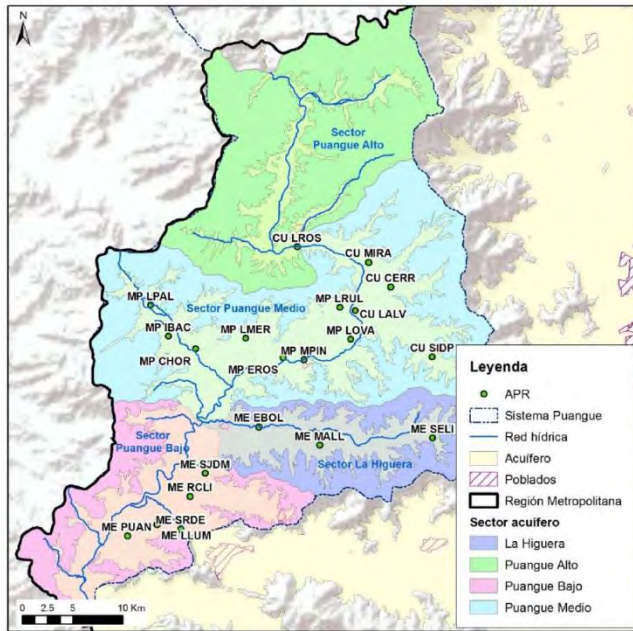 N
Sector
Puangue Alto
CU LROS
CU MIRA
CU CERR
MP LPAL
Sector Puangue Medio
MP LRUL
CU LALV
MP IBAC
MP LMER
MP LOVA
MP CHOR
MP EROS
MP MPIN
CU SIDP
ME EBOL
ME MALL
ME SELI
Sector
Puangue Bajo
Sector La Higuera
ME SJDM
ME RCLI
ME PUAN
ME SRDE
ME LLUM
0 2.5 5 10 Km
Leyenda
APR
Sistema Puangue
Red hídrica
Acuífero
Poblados
Región Metropolitana
Sector acuífero
La Higuera
Puangue Alto
Puangue Bajo
Puangue Medio